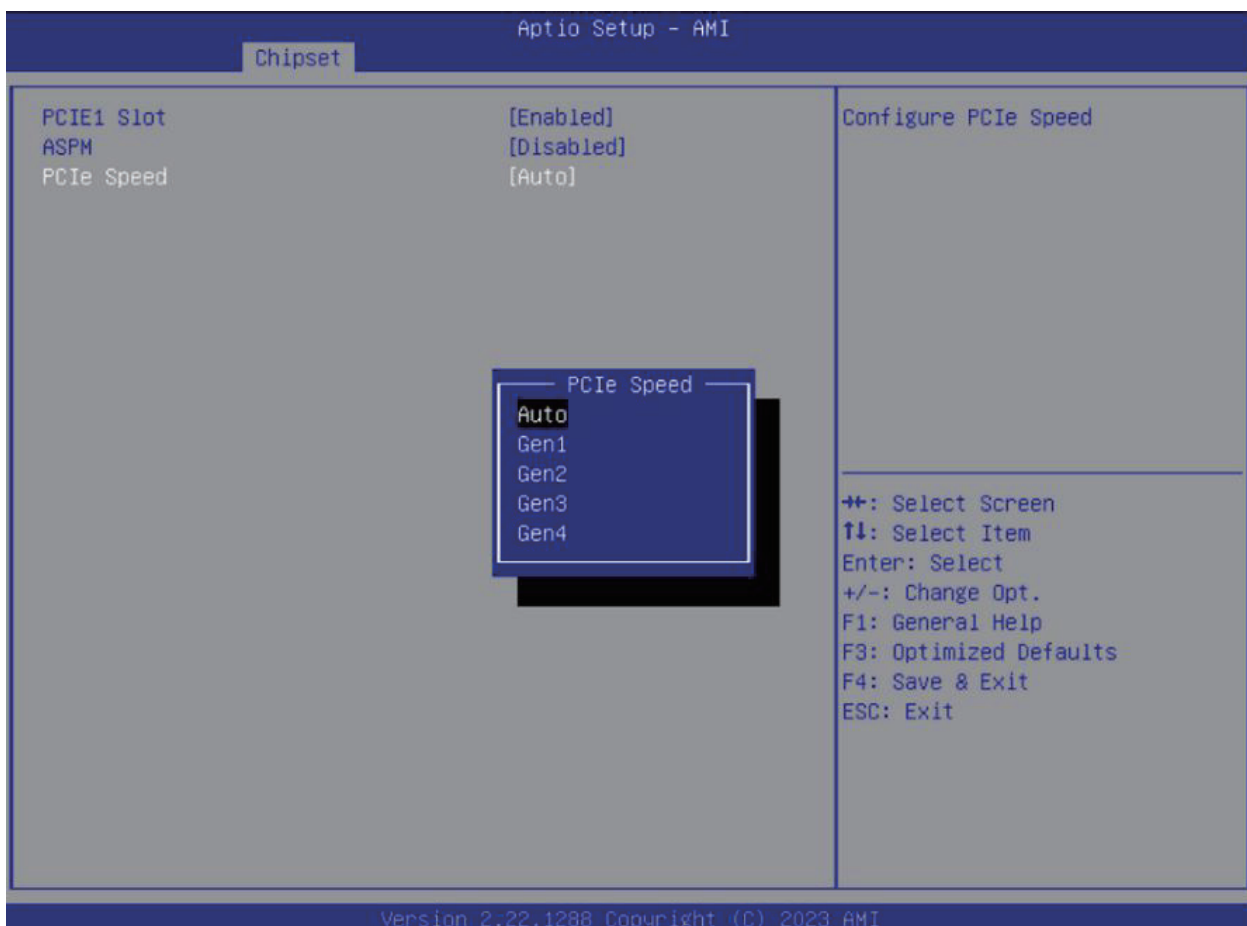 Aptio Setup - AMI
Chipset
PCIE1 Slot [Enabled]
ASPM [Disabled]
PCIe Speed [Auto]
Configure PCIe Speed
PCIe Speed
Auto
Gen1
Gen2
Gen3
Gen4
→←: Select Screen
↑↓: Select Item
Enter: Select
+/-: Change Opt.
F1: General Help
F3: Optimized Defaults
F4: Save & Exit
ESC: Exit
Version 2.22.1288 Copyright (C) 2023 AMI